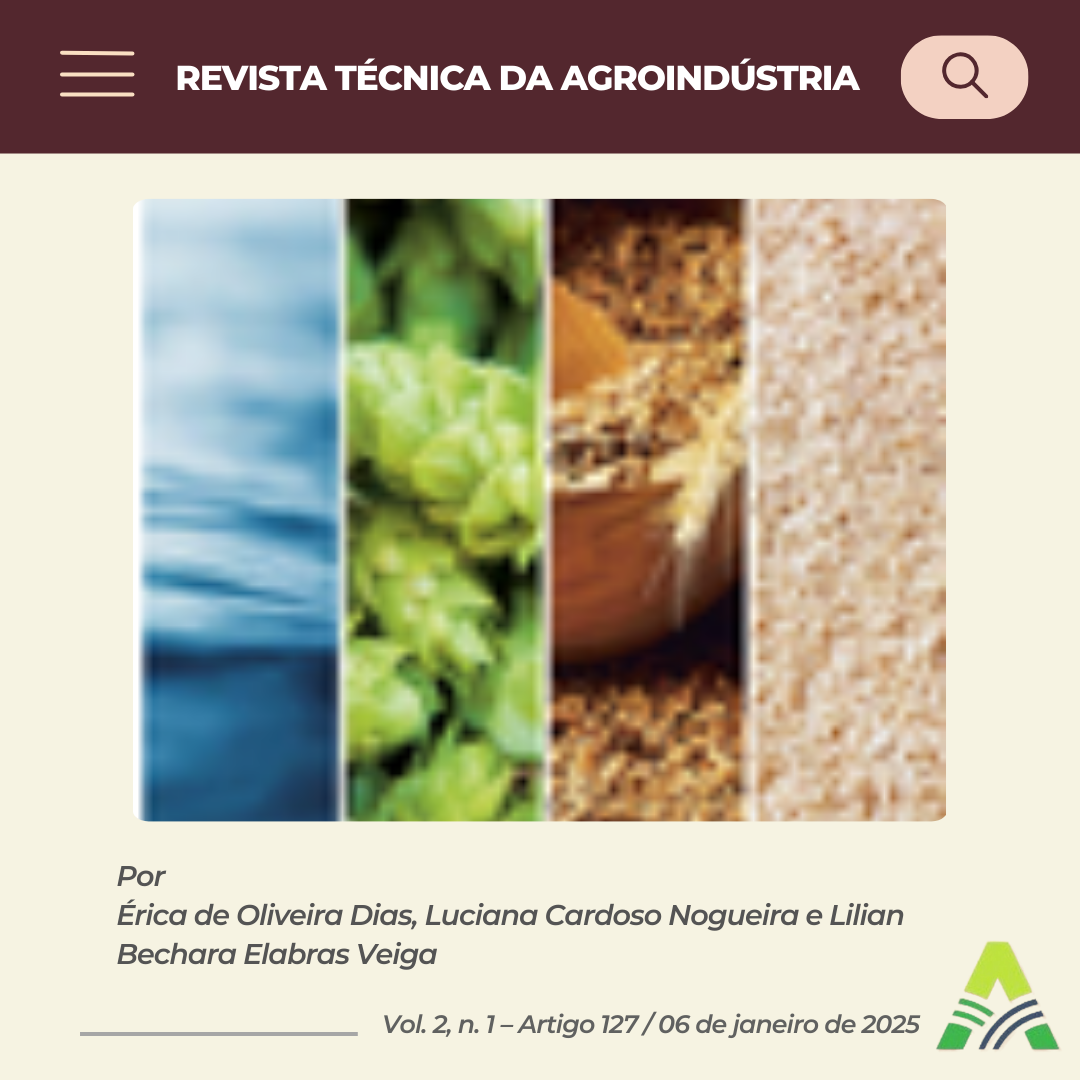 REVISTA TÉCNICA DA AGROINDÚSTRIA
Por
Érica de Oliveira Dias, Luciana Cardoso Nogueira e Lilian
Bechara Elabras Veiga
Vol. 2, n. 1 – Artigo 127 / 06 de janeiro de 2025